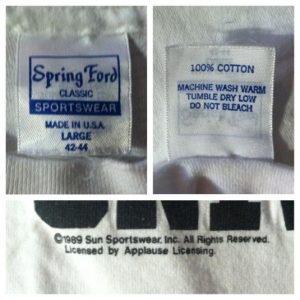 Spring Ford
CLASSIC
SPORTSWEAR
MADE IN U.S.A.
LARGE
42-44
100% COTTON
MACHINE WASH WARM
TUMBLE DRY LOW
DO NOT BLEACH
©1989 Sun Sportswear, Inc. All Rights Reserved.
Licensed by Applause Licensing.